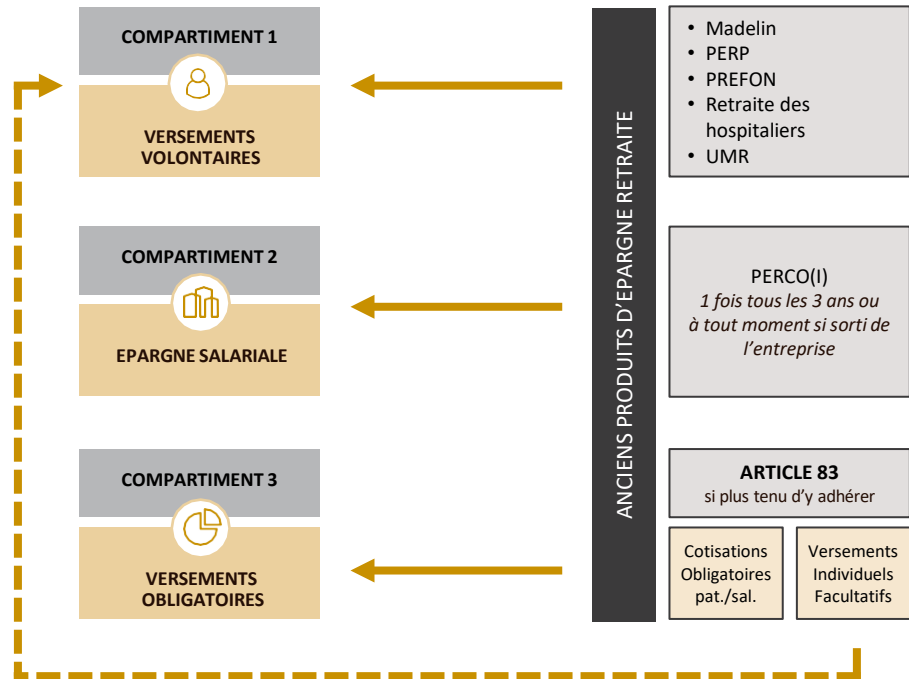 COMPARTIMENT 1
VERSEMENTS
VOLONTAIRES
COMPARTIMENT 2
EPARGNE SALARIALE
COMPARTIMENT 3
VERSEMENTS
OBLIGATOIRES
ANCIENS PRODUITS D’EPARGNE RETRAITE
• Madelin
• PERP
• PREFON
• Retraite des
hospitaliers
• UMR
PERCO(I)
1 fois tous les 3 ans ou
à tout moment si sorti de
l’entreprise
ARTICLE 83
si plus tenu d’y adhérer
Cotisations
Obligatoires
pat./sal.
Versements
Individuels
Facultatifs